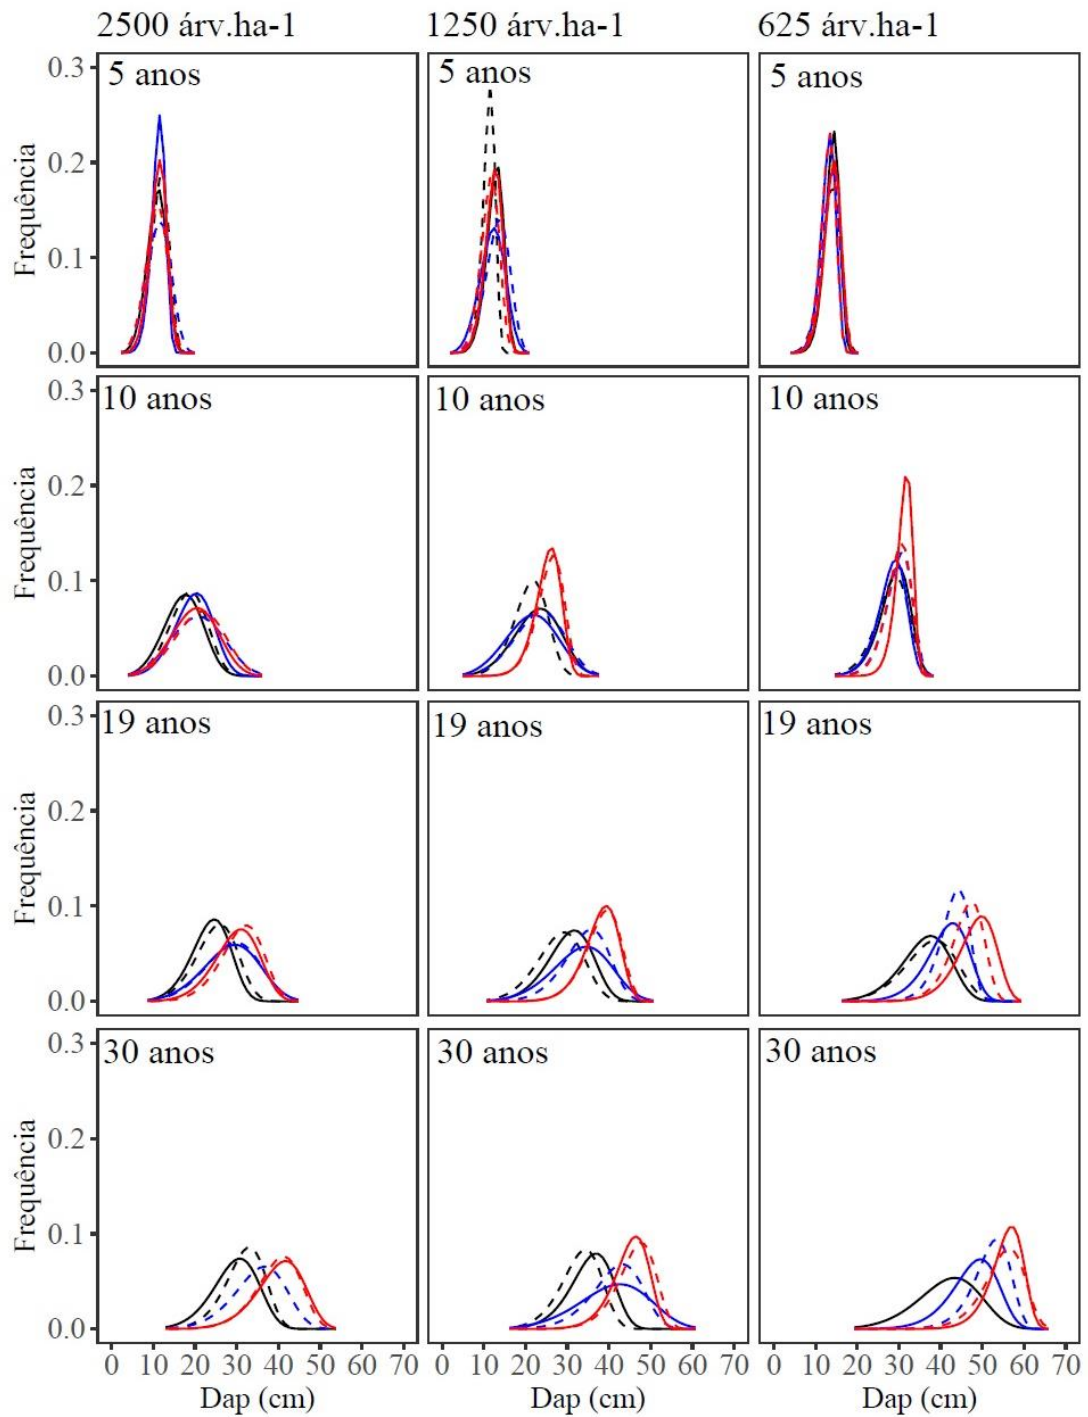 2500 árv.ha-1 1250 árv.ha-1 625 árv.ha-1
5 anos 5 anos 5 anos
Frequência
0.3
0.2
0.1
0.0
10 anos 10 anos 10 anos
Frequência
0.3
0.2
0.1
0.0
19 anos 19 anos 19 anos
Frequência
0.3
0.2
0.1
0.0
30 anos 30 anos 30 anos
Frequência
0.3
0.2
0.1
0.0
0 10 20 30 40 50 60 70 0 10 20 30 40 50 60 70 0 10 20 30 40 50 60 70
Dap (cm) Dap (cm) Dap (cm)